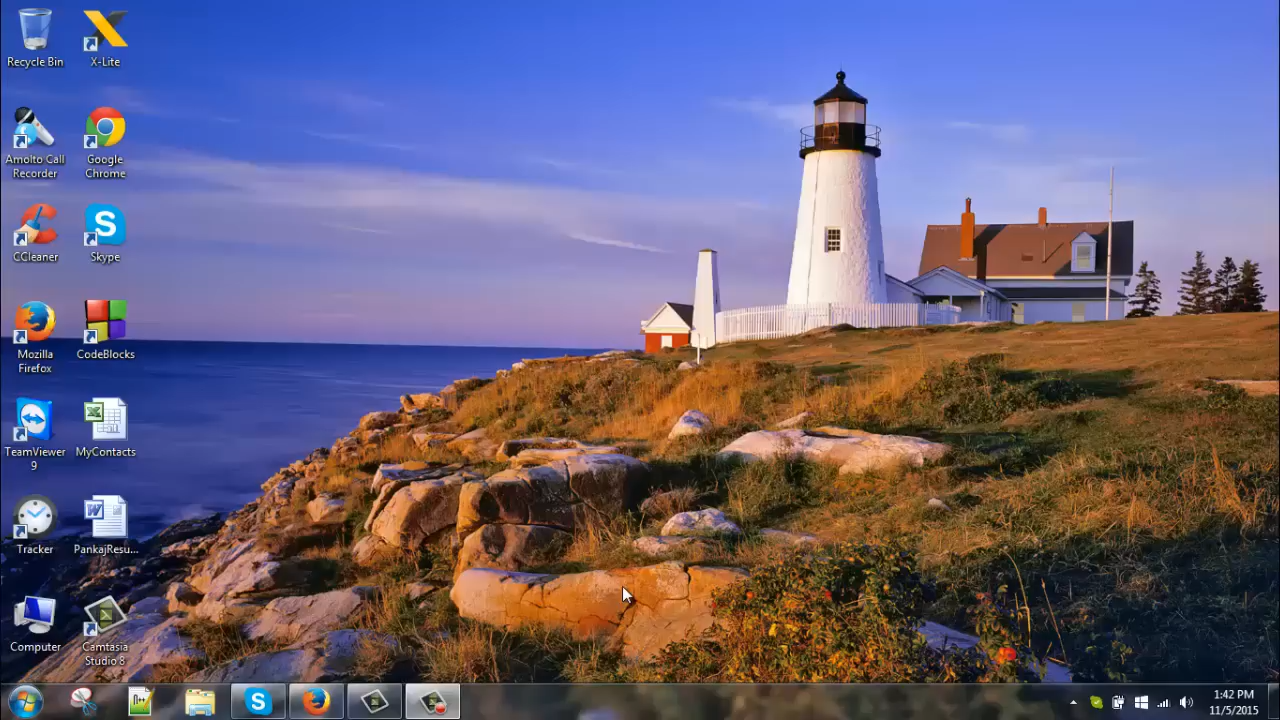 Recycle Bin
X-Lite
Amolto Call
Recorder
Google
Chrome
CCleaner
Skype
Mozilla
Firefox
CodeBlocks
TeamViewer
9
MyContacts
Tracker
PankajResu...
Computer
Camtasia
Studio 8
1:42 PM
11/5/2015